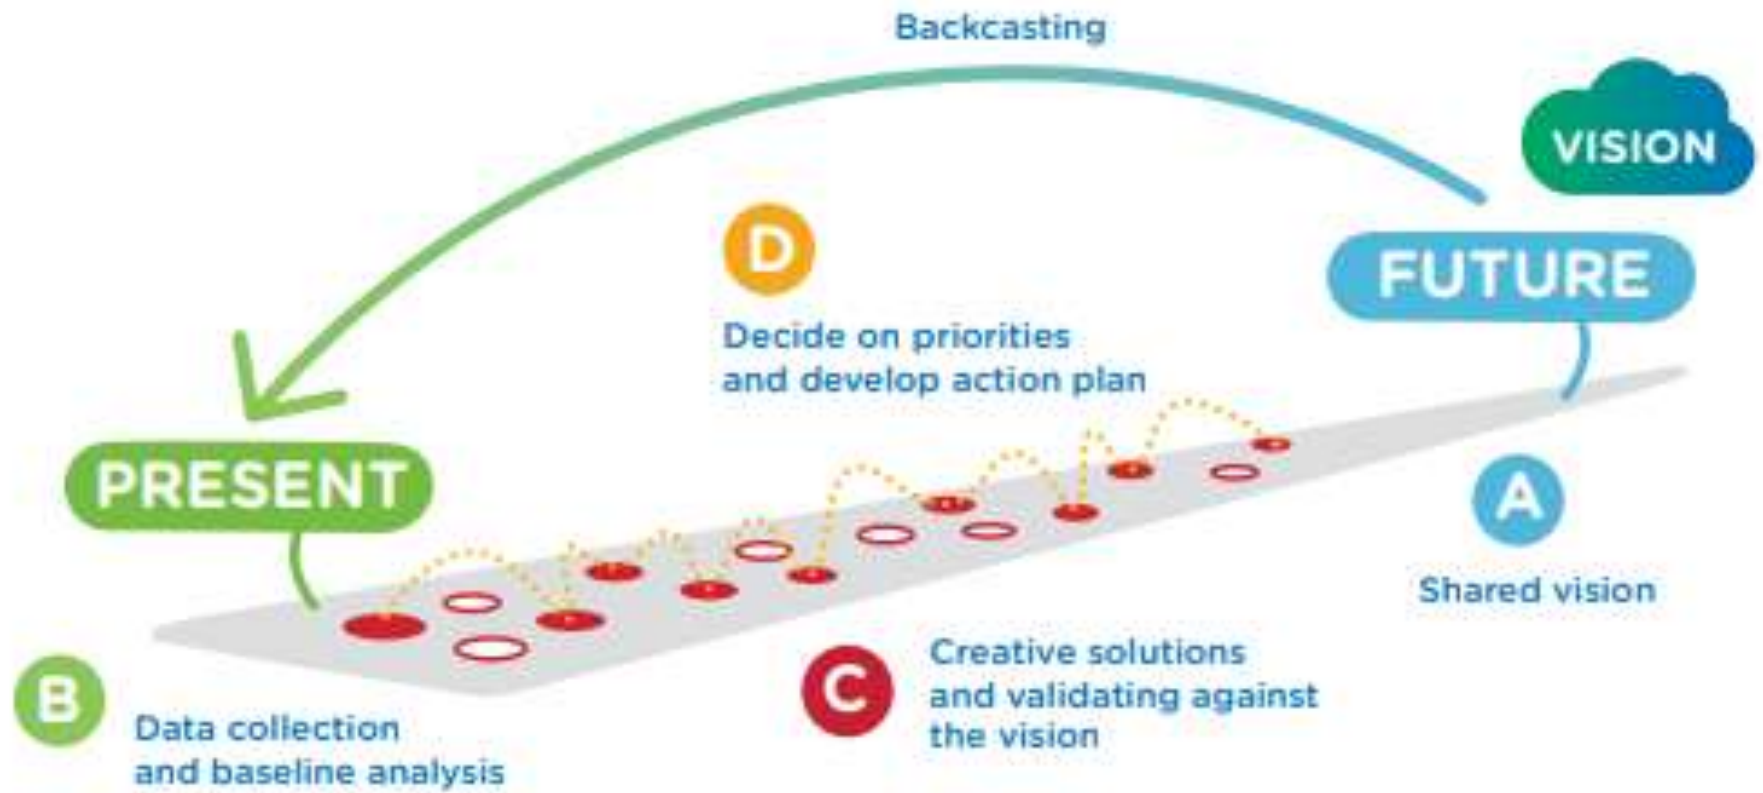 Backcasting
VISION
D
FUTURE
Decide on priorities
and develop action plan
PRESENT
A
Shared vision
B
Data collection
and baseline analysis
C
Creative solutions
and validating against
the vision